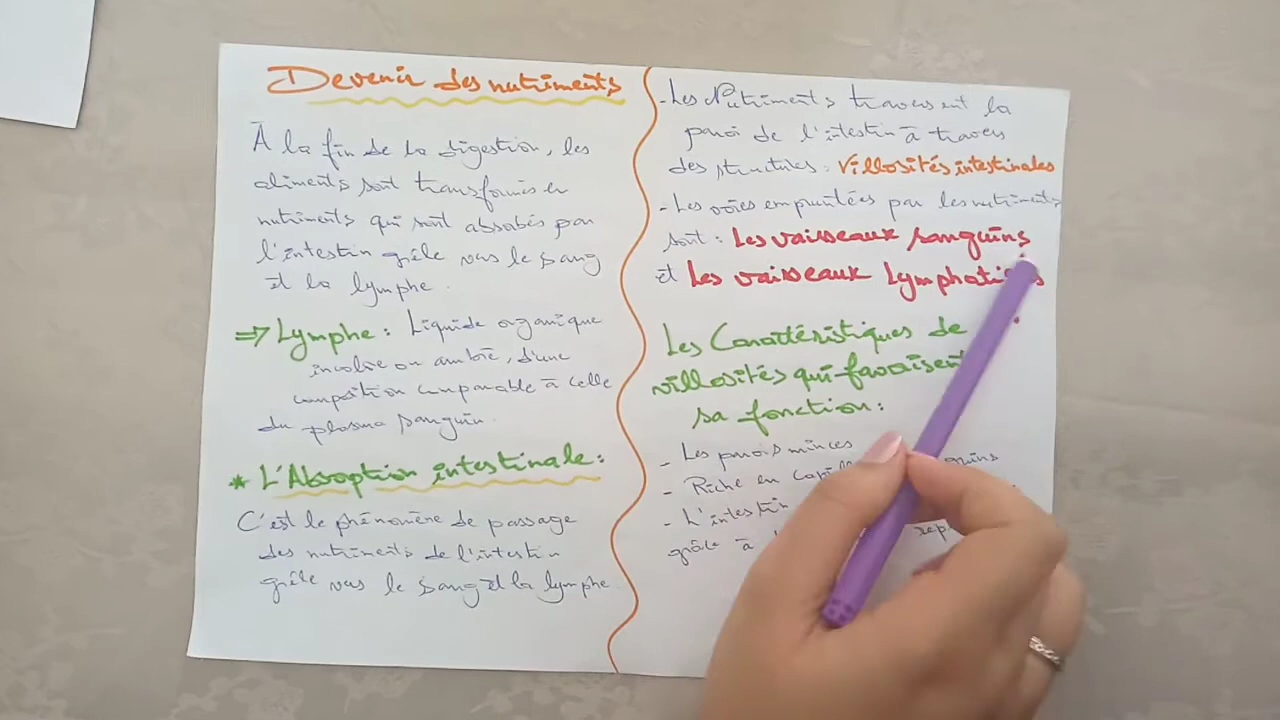 Devenir des nutriments
À la fin de la digestion, les
aliments sont transformés en
nutriments qui sont absobés par
l'intestin grêle vers le sang
et la lymphe.
⇒ Lymphe : Liquide organique
incolore ou ambré, d'une
composition comparable à celle
du plasma sanguin.
* L'Absorption intestinale :
C'est le phénomène de passage
des nutriments de l'intestin
grêle vers le sang et la lymphe.
- Les Nutriments traversent la
paroi de l'intestin à travers
des structures : Villosités intestinales
- Les voies empruntées par les nutriments
sont : Les vaisseaux sanguins
et Les vaisseaux Lymphatiques
Les Caractéristiques de
villosités qui favorisent
sa fonction :
- Les parois minces
- Riche en
- L'intestin
grêle à